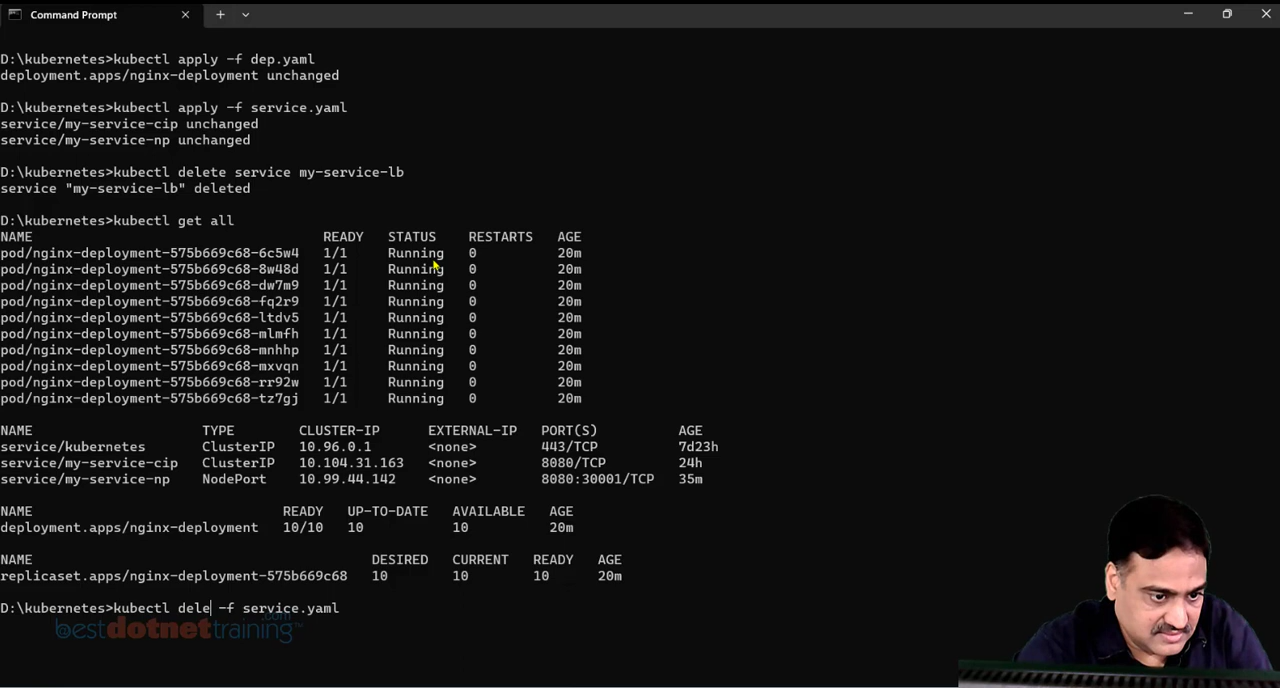 Command Prompt
D:\kubernetes>kubectl apply -f dep.yaml
deployment.apps/nginx-deployment unchanged
D:\kubernetes>kubectl apply -f service.yaml
service/my-service-cip unchanged
service/my-service-np unchanged
D:\kubernetes>kubectl delete service my-service-lb
service "my-service-lb" deleted
D:\kubernetes>kubectl get all
NAME READY STATUS RESTARTS AGE
pod/nginx-deployment-575b669c68-6c5w4 1/1 Running 0 20m
pod/nginx-deployment-575b669c68-8w48d 1/1 Running 0 20m
pod/nginx-deployment-575b669c68-dw7m9 1/1 Running 0 20m
pod/nginx-deployment-575b669c68-fq2r9 1/1 Running 0 20m
pod/nginx-deployment-575b669c68-ltdv5 1/1 Running 0 20m
pod/nginx-deployment-575b669c68-mlmfh 1/1 Running 0 20m
pod/nginx-deployment-575b669c68-mnhhp 1/1 Running 0 20m
pod/nginx-deployment-575b669c68-mxvqn 1/1 Running 0 20m
pod/nginx-deployment-575b669c68-rr92w 1/1 Running 0 20m
pod/nginx-deployment-575b669c68-tz7gj 1/1 Running 0 20m
NAME TYPE CLUSTER-IP EXTERNAL-IP PORT(S) AGE
service/kubernetes ClusterIP 10.96.0.1 <none> 443/TCP 7d23h
service/my-service-cip ClusterIP 10.104.31.163 <none> 8080/TCP 24h
service/my-service-np NodePort 10.99.44.142 <none> 8080:30001/TCP 35m
NAME READY UP-TO-DATE AVAILABLE AGE
deployment.apps/nginx-deployment 10/10 10 10 20m
NAME DESIRED CURRENT READY AGE
replicaset.apps/nginx-deployment-575b669c68 10 10 10 20m
D:\kubernetes>kubectl dele -f service.yaml
@bestdotnettraining.com™